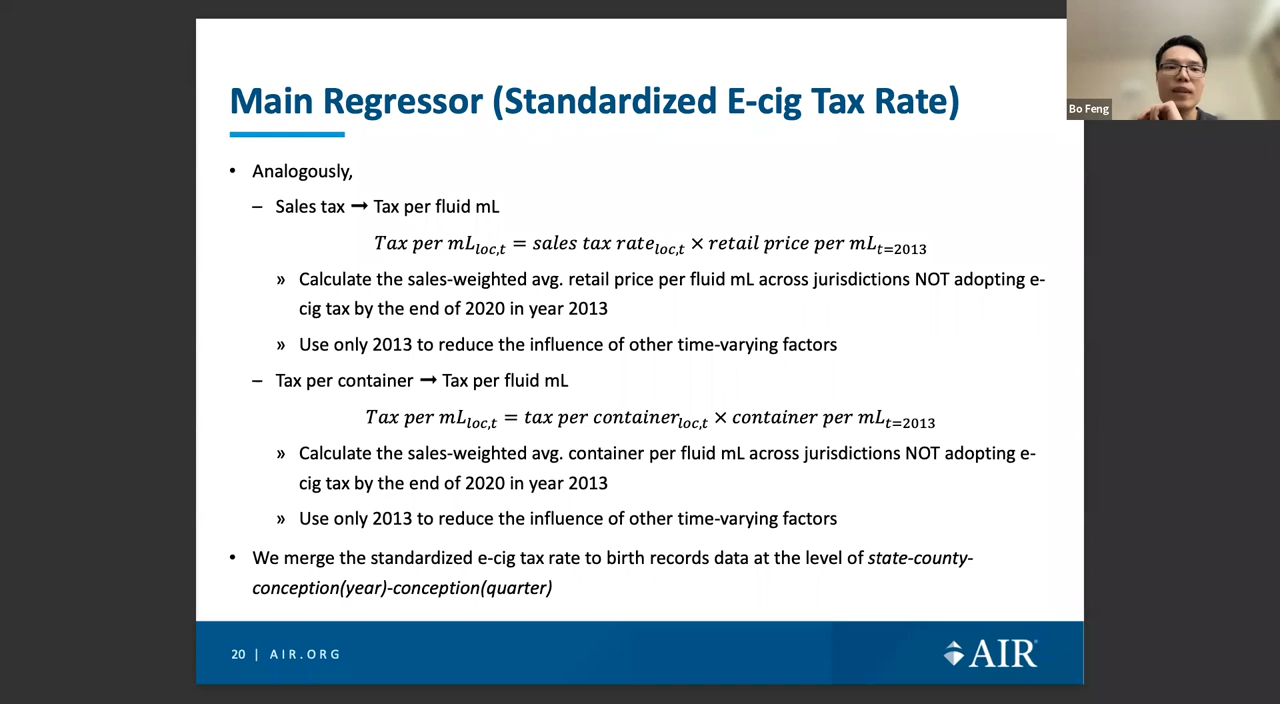 Main Regressor (Standardized E-cig Tax Rate)
Bo Feng
• Analogously,
– Sales tax ➞ Tax per fluid mL
Tax per mL_loc,t = sales tax rate_loc,t × retail price per mL_t=2013
» Calculate the sales-weighted avg. retail price per fluid mL across jurisdictions NOT adopting e-
cig tax by the end of 2020 in year 2013
» Use only 2013 to reduce the influence of other time-varying factors
– Tax per container ➞ Tax per fluid mL
Tax per mL_loc,t = tax per container_loc,t × container per mL_t=2013
» Calculate the sales-weighted avg. container per fluid mL across jurisdictions NOT adopting e-
cig tax by the end of 2020 in year 2013
» Use only 2013 to reduce the influence of other time-varying factors
• We merge the standardized e-cig tax rate to birth records data at the level of state-county-
conception(year)-conception(quarter)
20 | AIR.ORG
AIR®